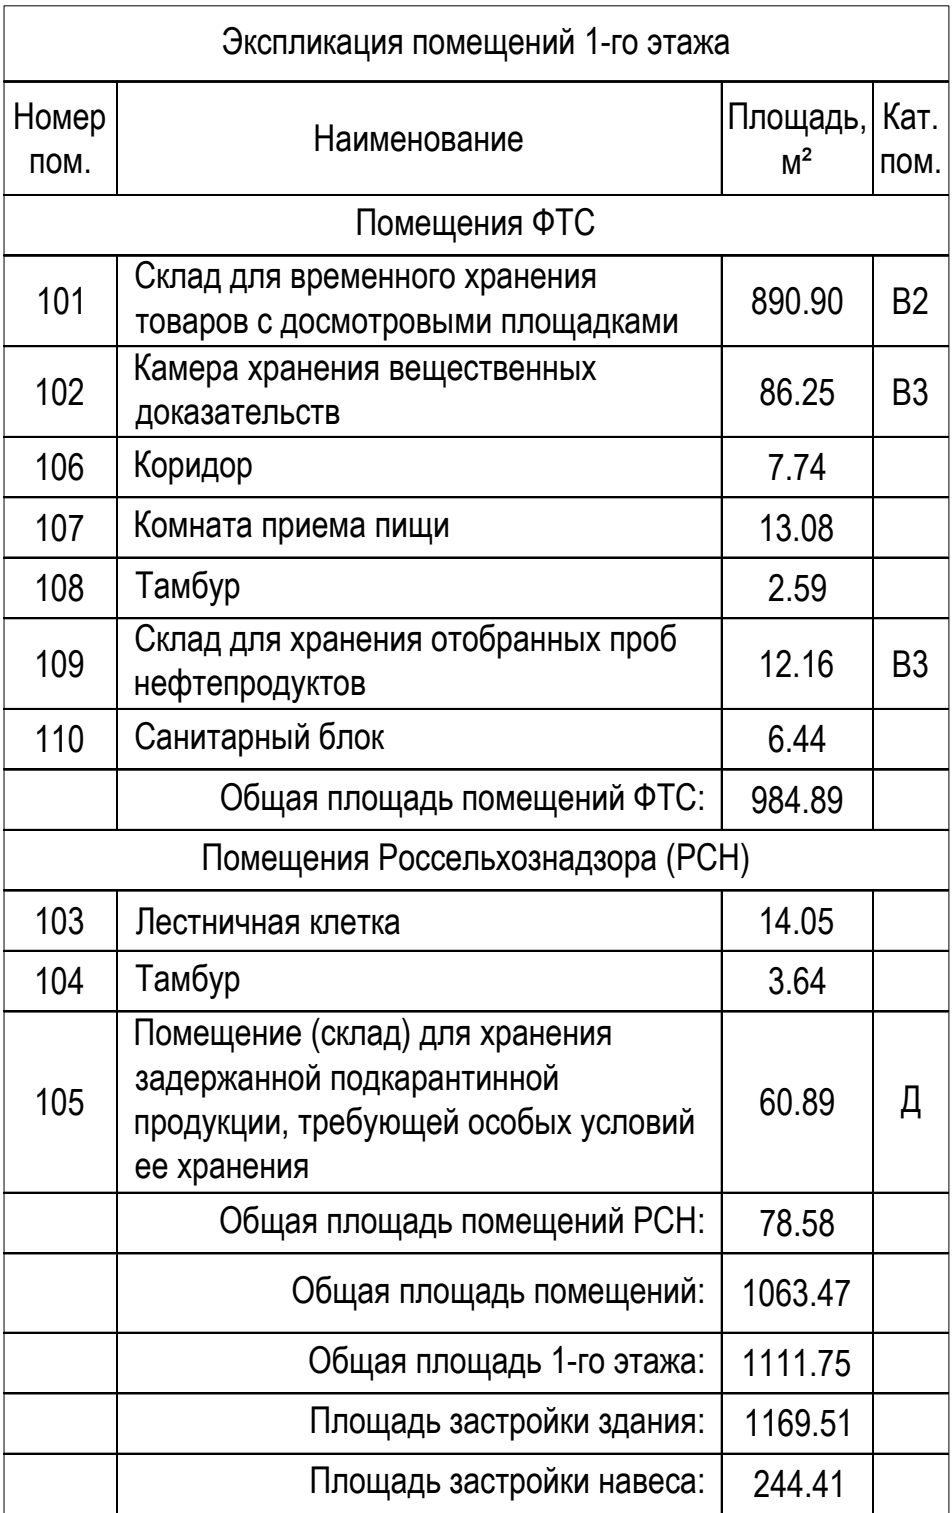 Экспликация помещений 1-го этажа
Номер пом. Наименование Площадь, м² Кат. пом.
Помещения ФТС
101 Склад для временного хранения
товаров с досмотровыми площадками 890.90 В2
102 Камера хранения вещественных
доказательств 86.25 В3
106 Коридор 7.74
107 Комната приема пищи 13.08
108 Тамбур 2.59
109 Склад для хранения отобранных проб
нефтепродуктов 12.16 В3
110 Санитарный блок 6.44
Общая площадь помещений ФТС: 984.89
Помещения Россельхознадзора (РСН)
103 Лестничная клетка 14.05
104 Тамбур 3.64
105 Помещение (склад) для хранения
задержанной подкарантинной
продукции, требующей особых условий
ее хранения 60.89 Д
Общая площадь помещений РСН: 78.58
Общая площадь помещений: 1063.47
Общая площадь 1-го этажа: 1111.75
Площадь застройки здания: 1169.51
Площадь застройки навеса: 244.41